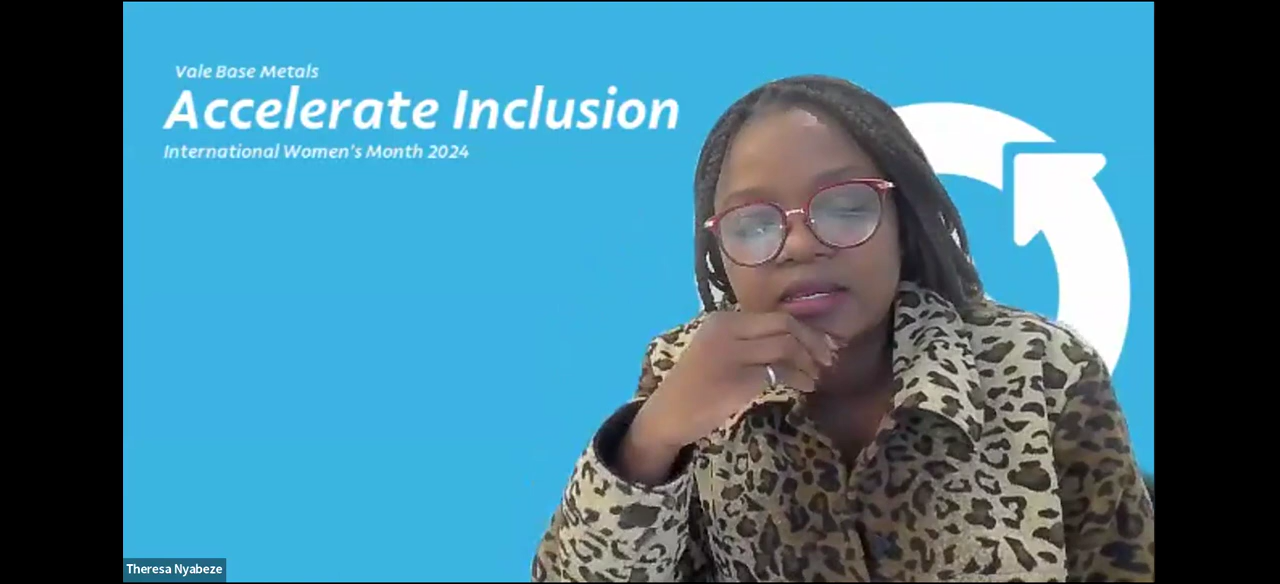 Vale Base Metals
Accelerate Inclusion
International Women's Month 2024
Theresa Nyabeze